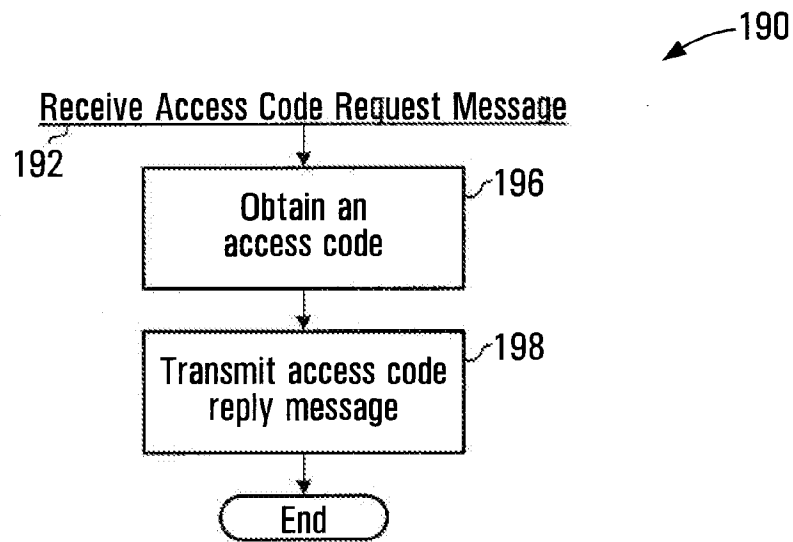 190
Receive Access Code Request Message
192
196
Obtain an
access code
198
Transmit access code
reply message
End